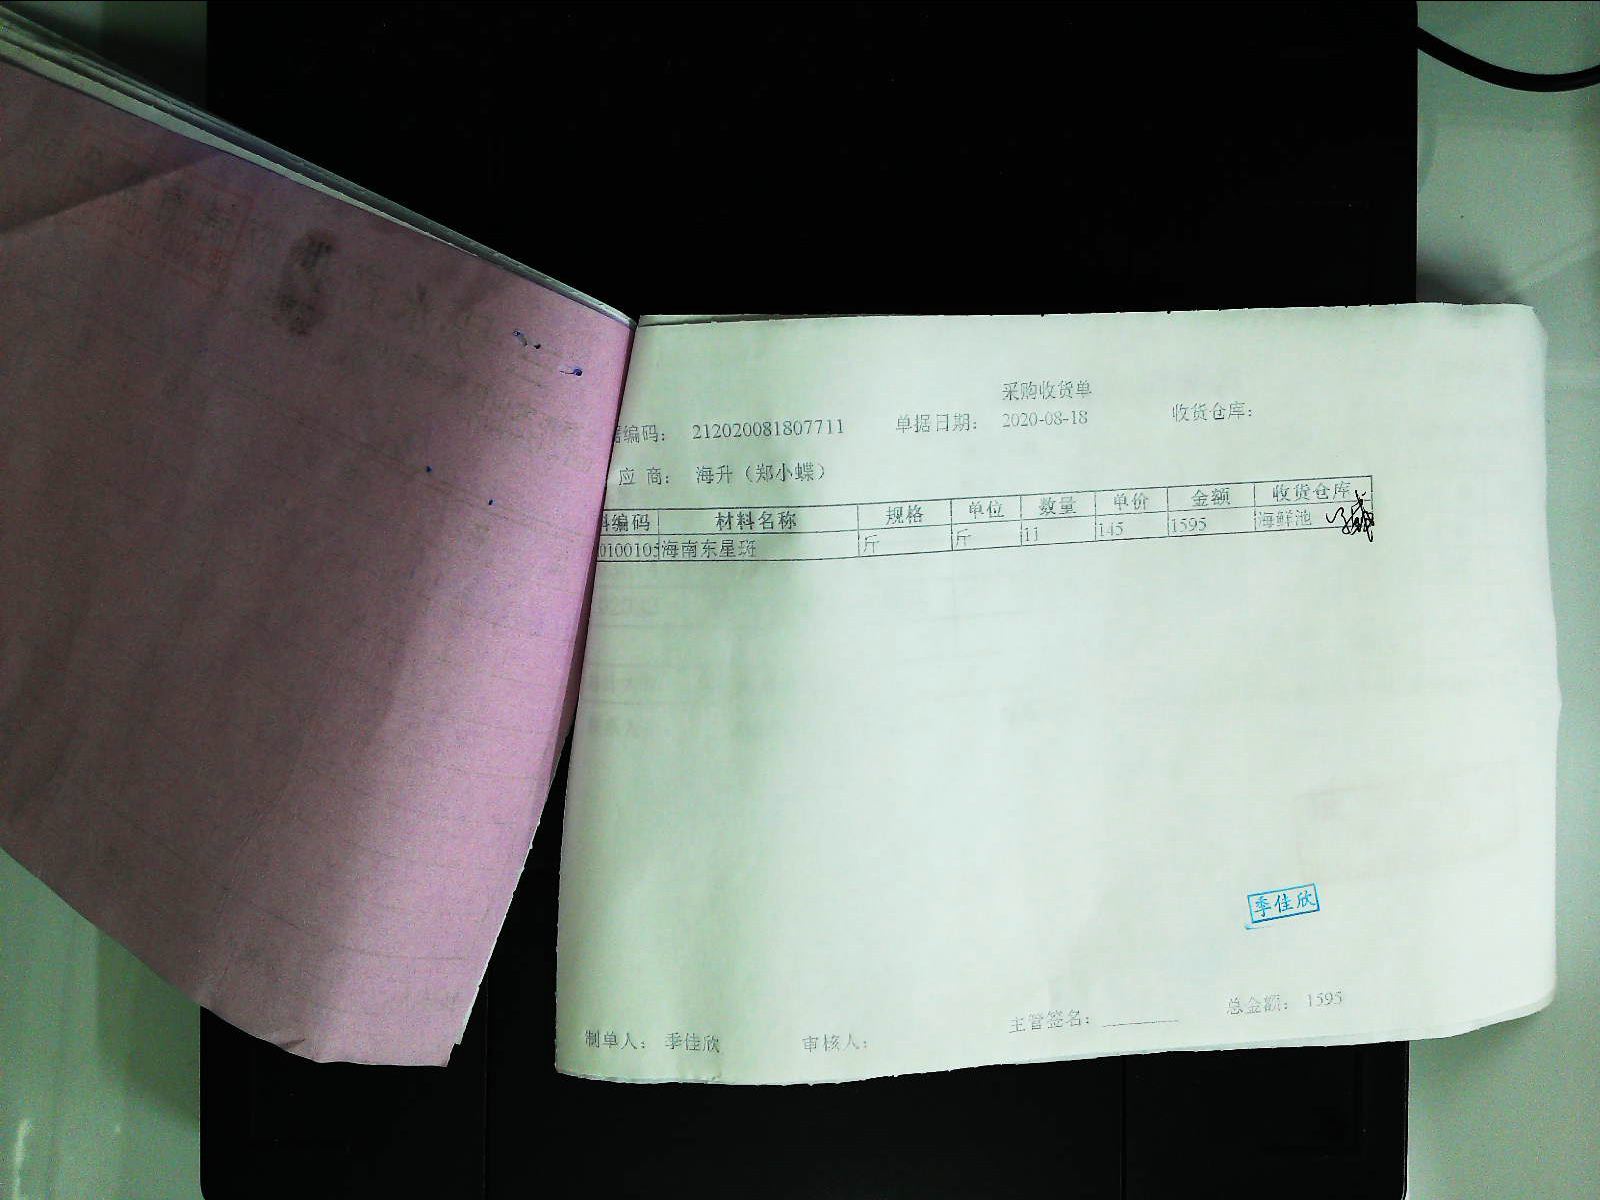 采购收货单
据编码： 212020081807711 单据日期： 2020-08-18 收货仓库：
应 商： 海升（郑小蝶）
料编码 材料名称 规格 单位 数量 单价 金额 收货仓库
0100105 海南东星斑 斤 斤 11 145 1595 海鲜池
季佳欣
制单人： 季佳欣 审核人： 主管签名： 总金额： 1595